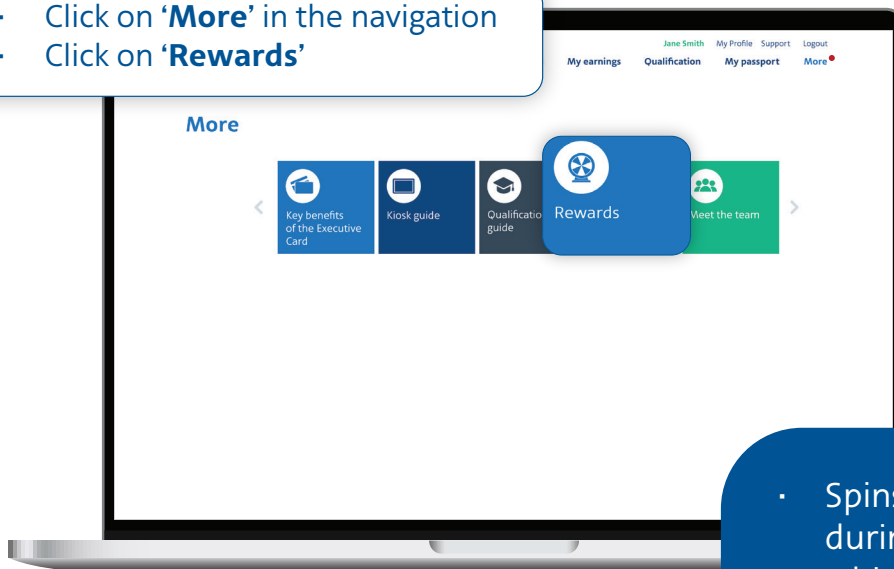 · Click on ‘More’ in the navigation
· Click on ‘Rewards’
Jane Smith My Profile Support Logout
My earnings Qualification My passport More
More
Key benefits
of the Executive
Card
Kiosk guide
Qualificatio
guide
Rewards
Meet the team
· Spins
durin